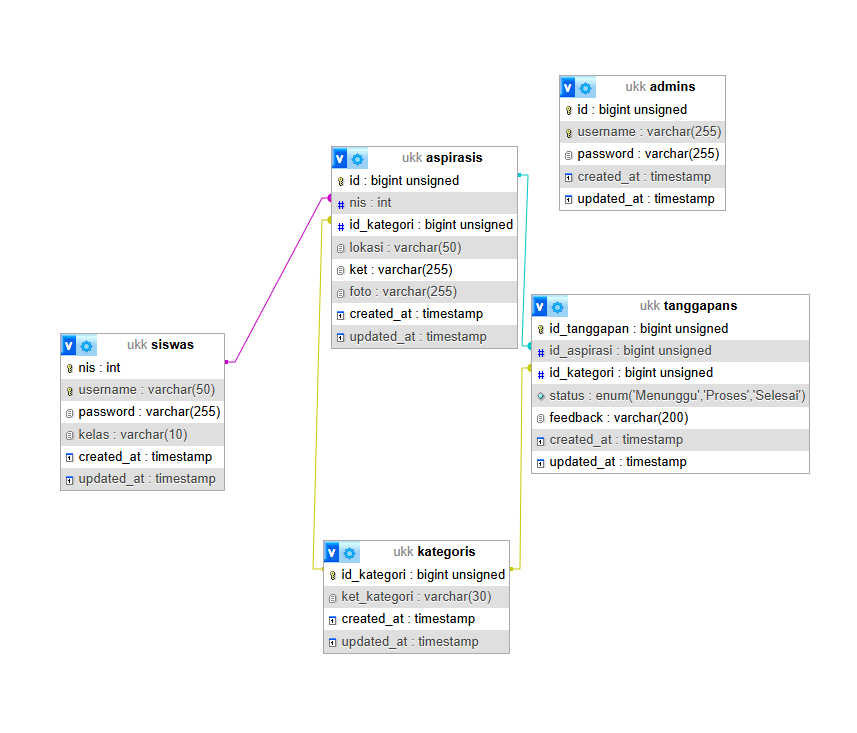 ukk admins
id : bigint unsigned
username : varchar(255)
password : varchar(255)
created_at : timestamp
updated_at : timestamp
ukk aspirasis
id : bigint unsigned
nis : int
id_kategori : bigint unsigned
lokasi : varchar(50)
ket : varchar(255)
foto : varchar(255)
created_at : timestamp
updated_at : timestamp
ukk tanggapans
id_tanggapan : bigint unsigned
id_aspirasi : bigint unsigned
id_kategori : bigint unsigned
status : enum('Menunggu','Proses','Selesai')
feedback : varchar(200)
created_at : timestamp
updated_at : timestamp
ukk siswas
nis : int
username : varchar(50)
password : varchar(255)
kelas : varchar(10)
created_at : timestamp
updated_at : timestamp
ukk kategoris
id_kategori : bigint unsigned
ket_kategori : varchar(30)
created_at : timestamp
updated_at : timestamp